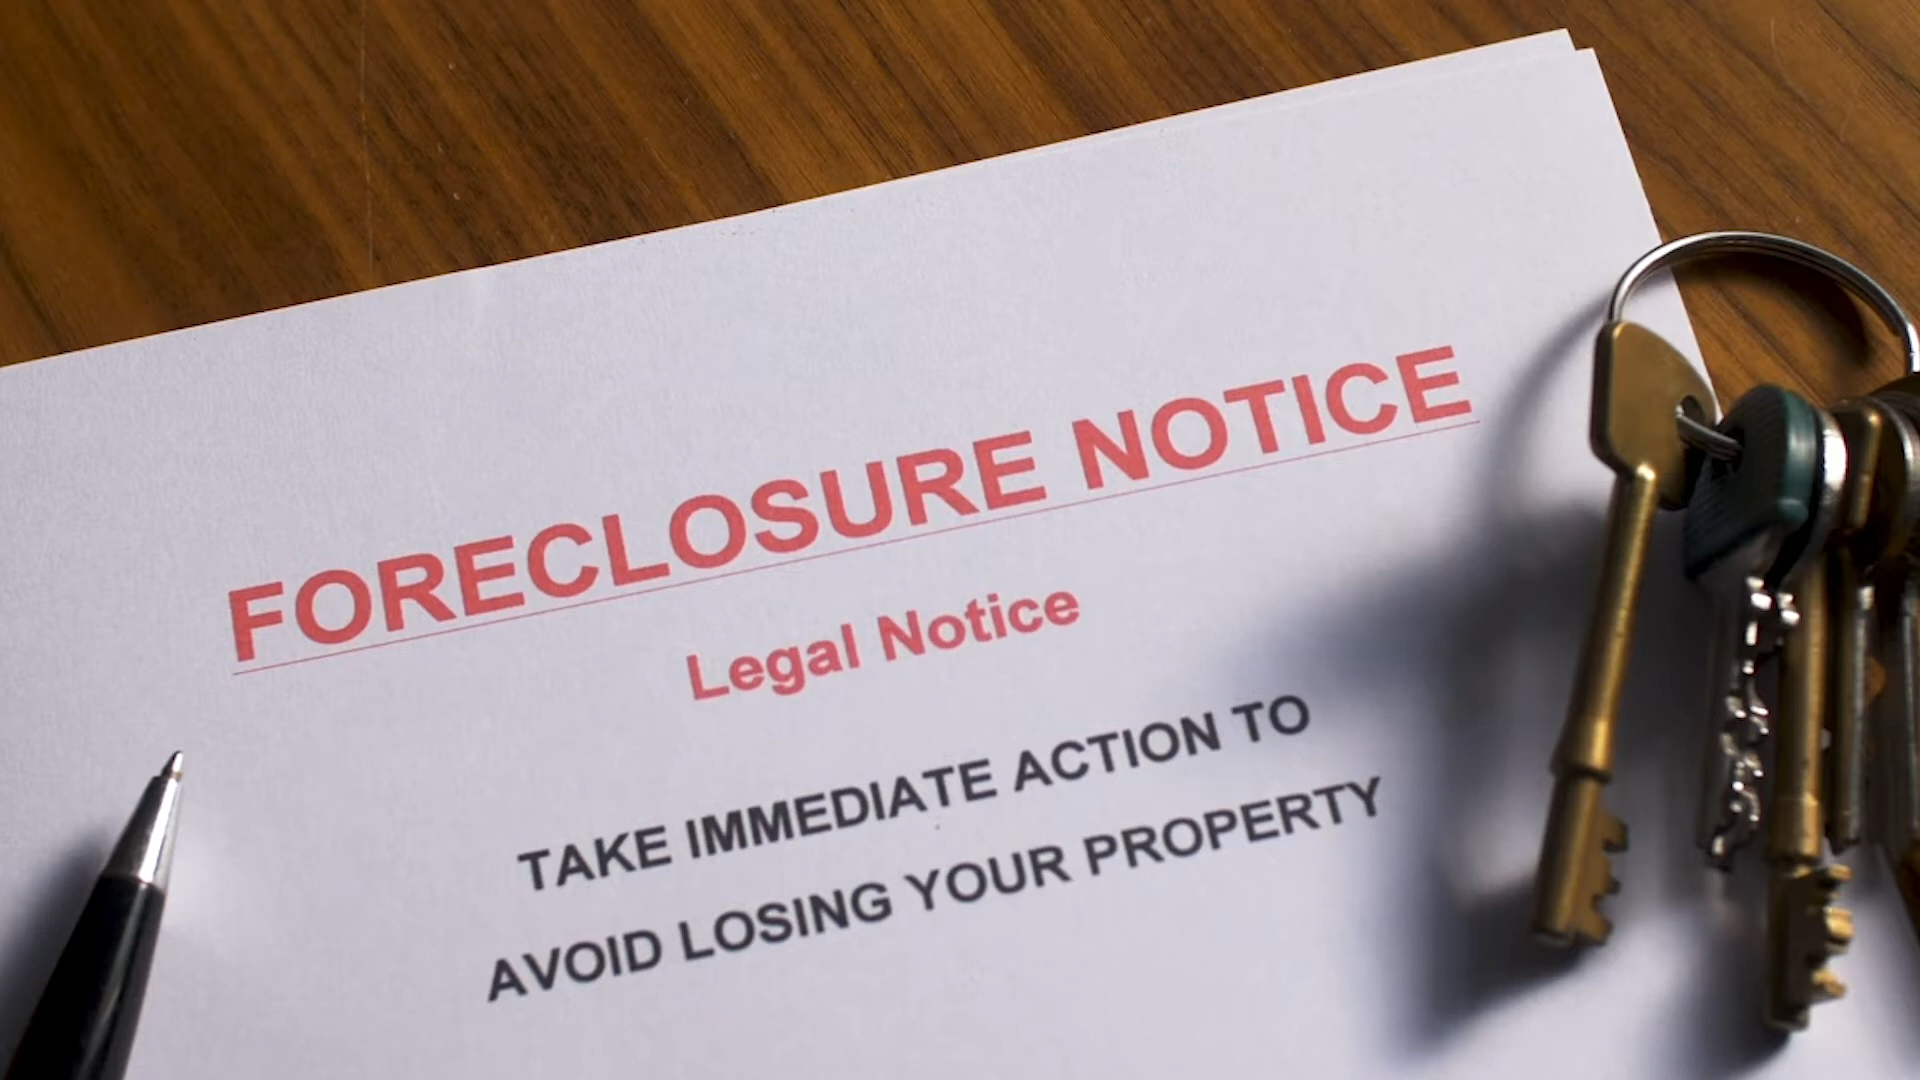 FORECLOSURE NOTICE
Legal Notice
TAKE IMMEDIATE ACTION TO
AVOID LOSING YOUR PROPERTY